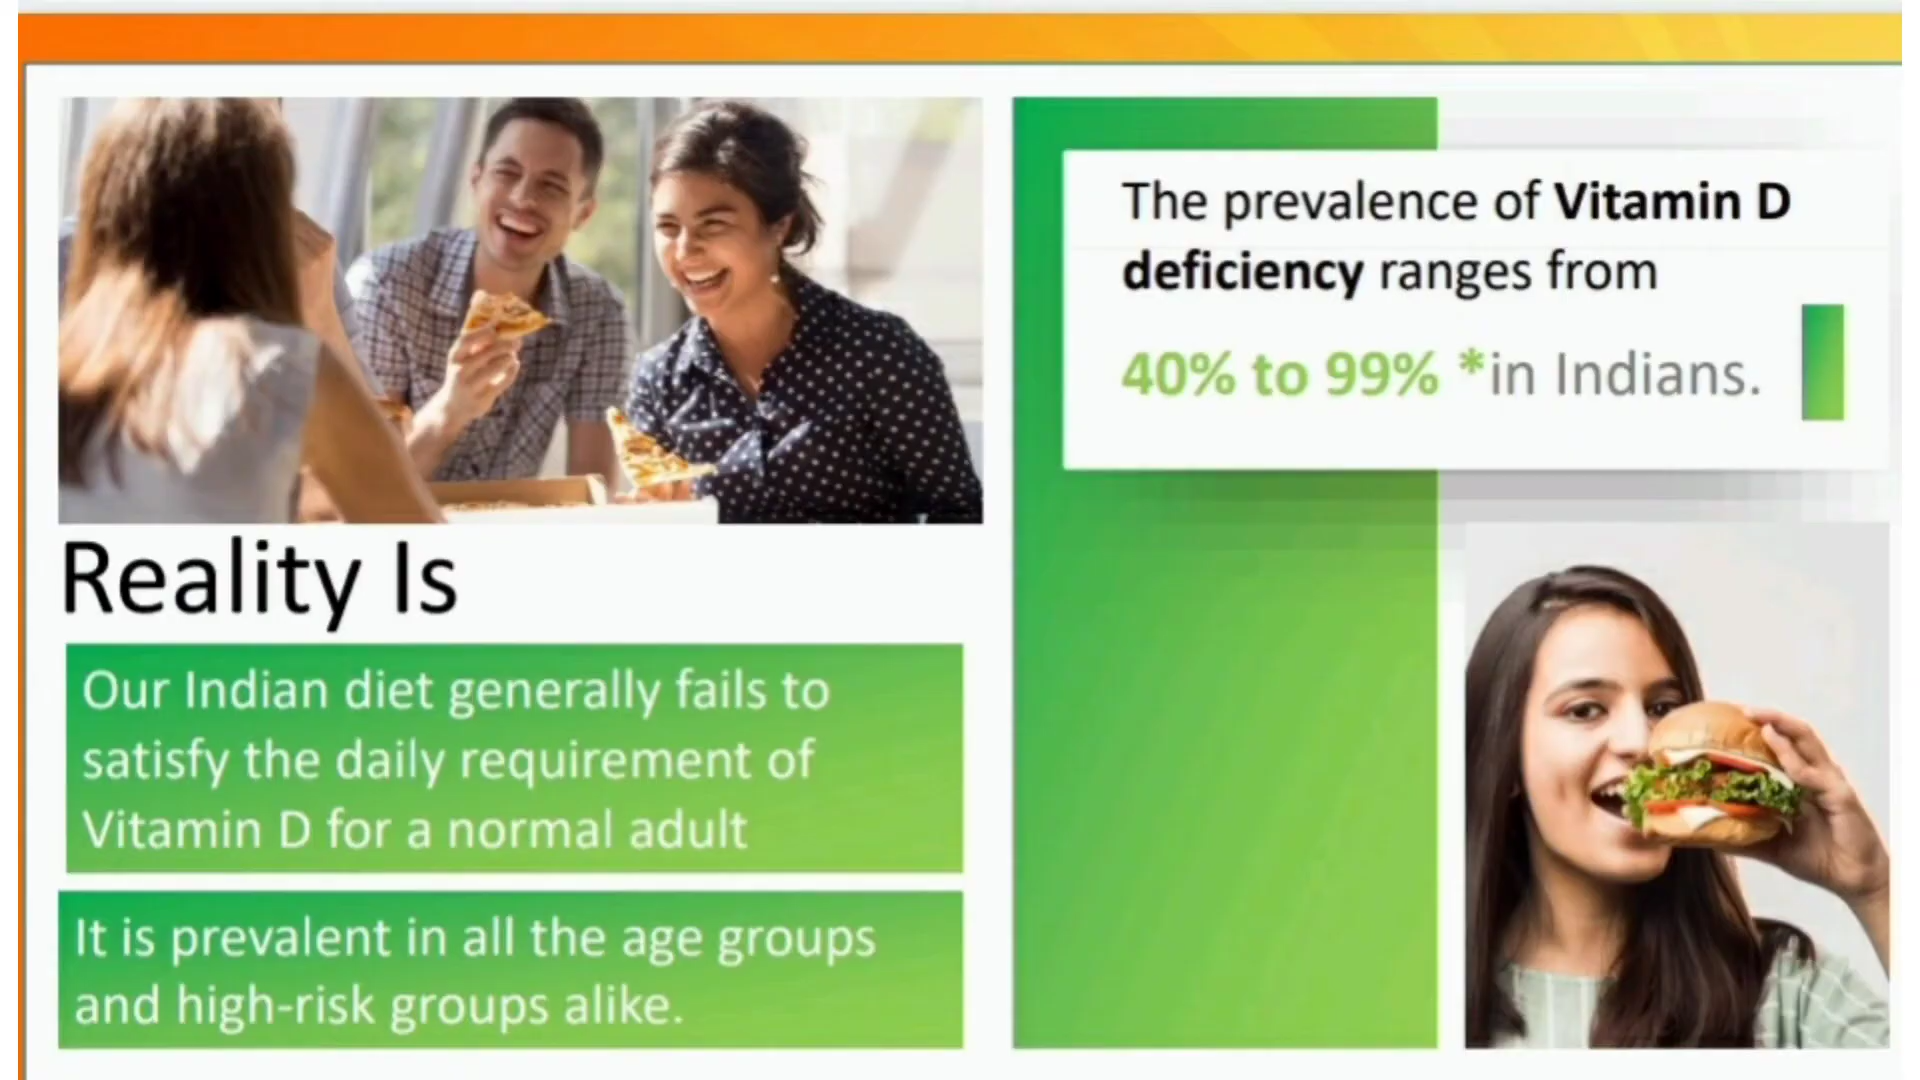 Reality Is
Our Indian diet generally fails to
satisfy the daily requirement of
Vitamin D for a normal adult
It is prevalent in all the age groups
and high-risk groups alike.
The prevalence of Vitamin D
deficiency ranges from
40% to 99% *in Indians.